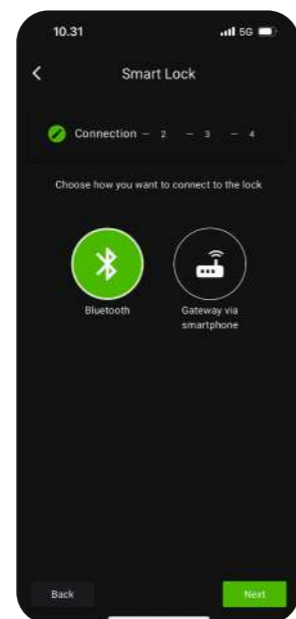 10.31 5G
Smart Lock
Connection – 2 – 3 – 4
Choose how you want to connect to the lock
Bluetooth
Gateway via
smartphone
Back Next